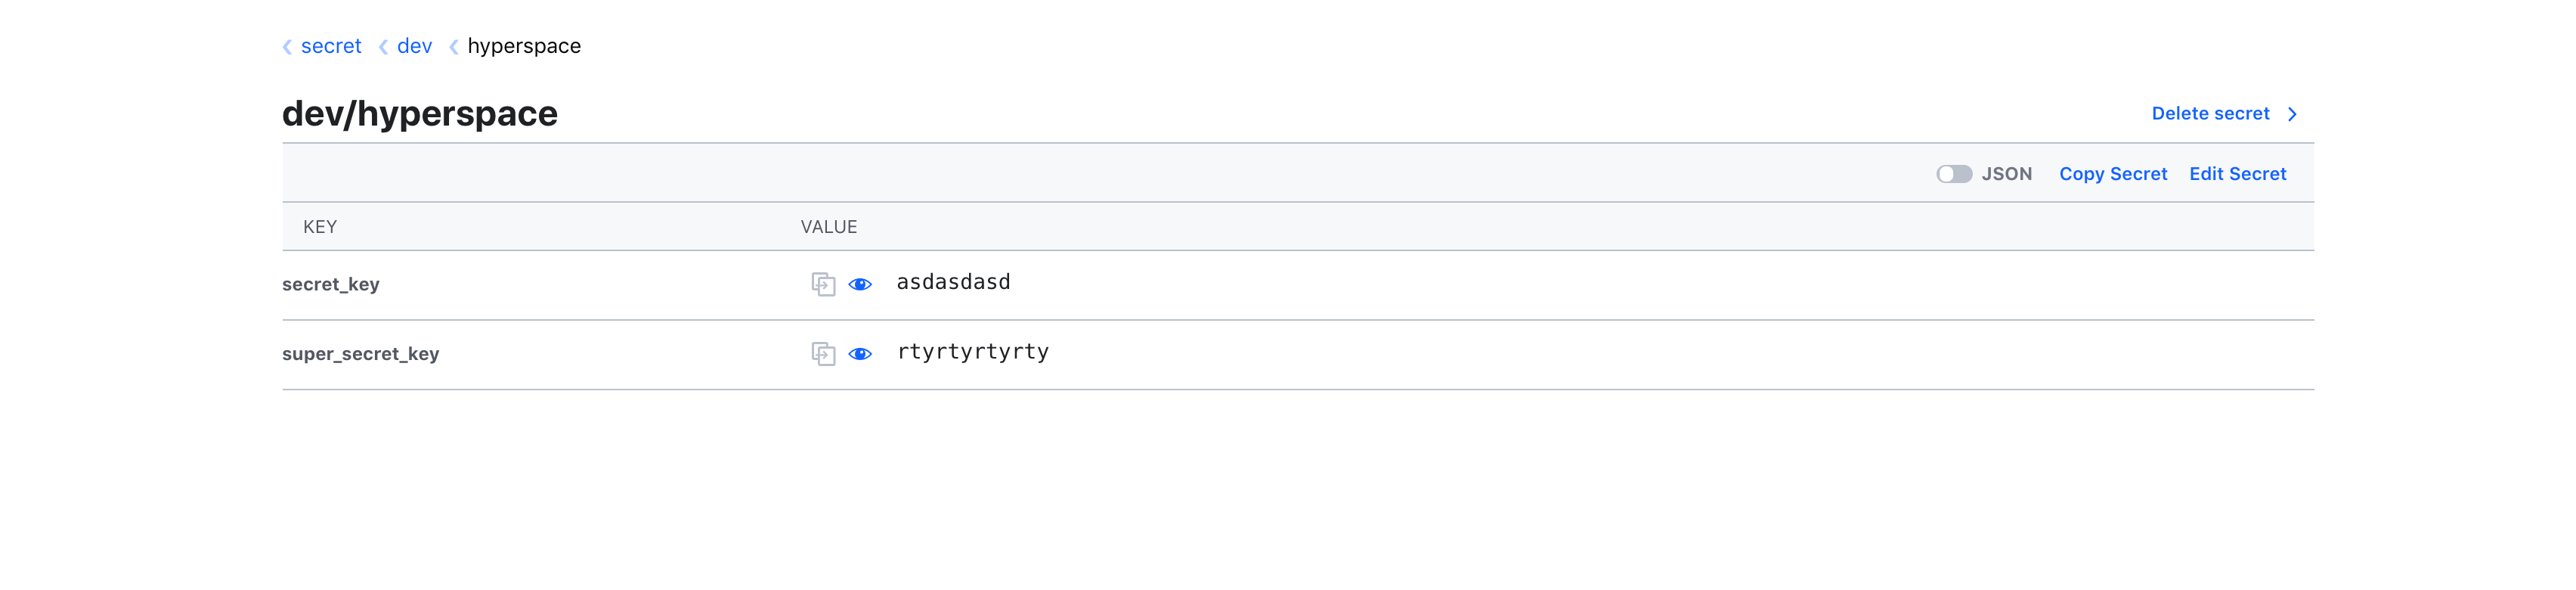 secret dev hyperspace
dev/hyperspace Delete secret
JSON Copy Secret Edit Secret
KEY VALUE
secret_key asdasdasd
super_secret_key rtyrtyrtyrty